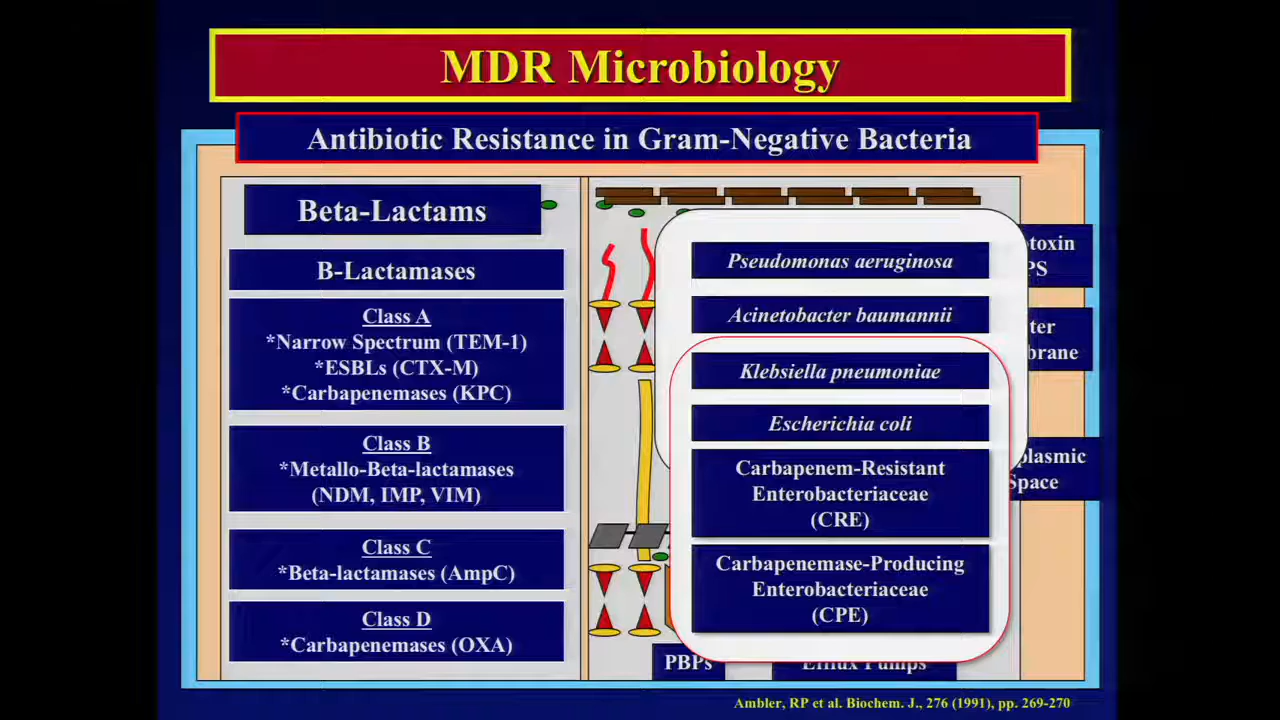 MDR Microbiology
Antibiotic Resistance in Gram-Negative Bacteria
Beta-Lactams
B-Lactamases
Class A
*Narrow Spectrum (TEM-1)
*ESBLs (CTX-M)
*Carbapenemases (KPC)
Class B
*Metallo-Beta-lactamases
(NDM, IMP, VIM)
Class C
*Beta-lactamases (AmpC)
Class D
*Carbapenemases (OXA)
Pseudomonas aeruginosa
Acinetobacter baumannii
Klebsiella pneumoniae
Escherichia coli
Carbapenem-Resistant
Enterobacteriaceae
(CRE)
Carbapenemase-Producing
Enterobacteriaceae
(CPE)
Space
PBPs
Efflux Pumps
Ambler, RP et al. Biochem. J., 276 (1991), pp. 269-270